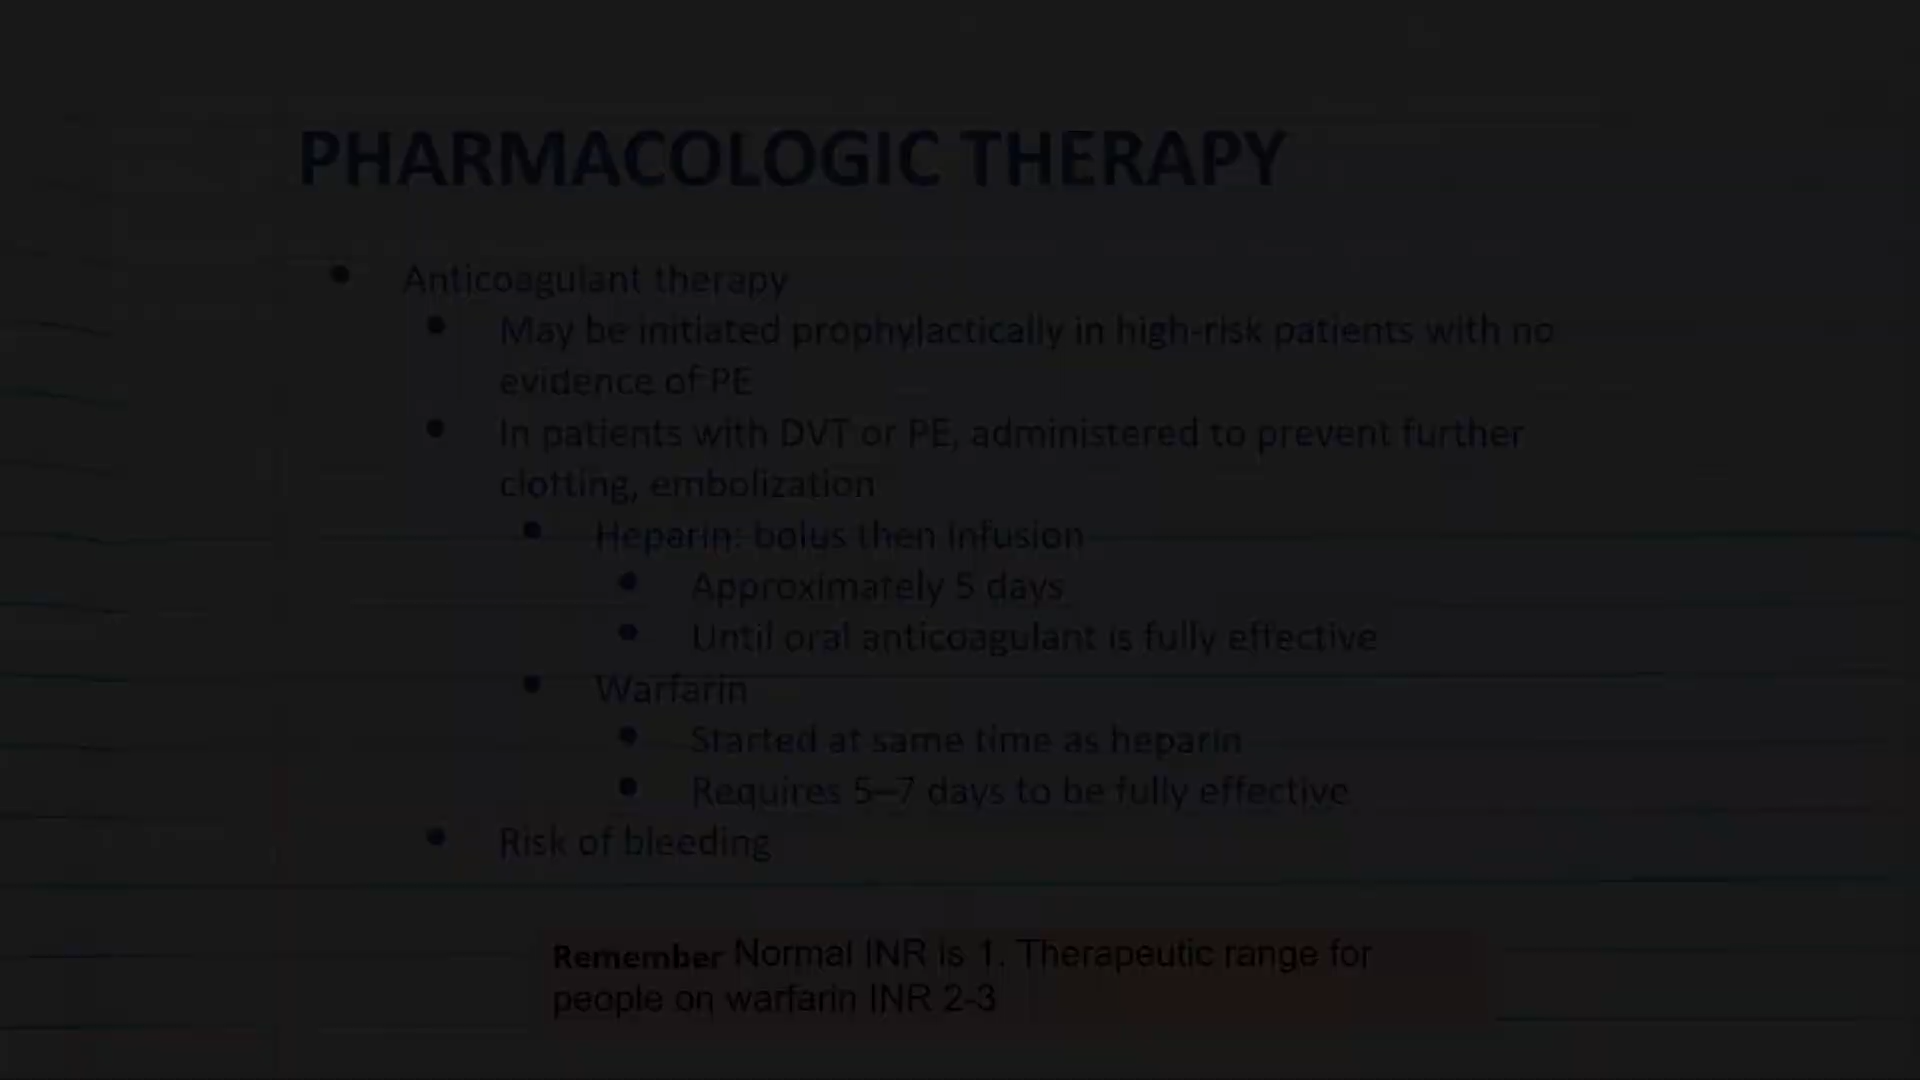 PHARMACOLOGIC THERAPY
• Anticoagulant therapy
• May be initiated prophylactically in high-risk patients with no
evidence of PE
• In patients with DVT or PE, administered to prevent further
clotting, embolization
• Heparin: bolus then infusion
• Approximately 5 days
• Until oral anticoagulant is fully effective
• Warfarin
• Started at same time as heparin
• Requires 5–7 days to be fully effective
• Risk of bleeding
Remember Normal INR is 1. Therapeutic range for
people on warfarin INR 2-3